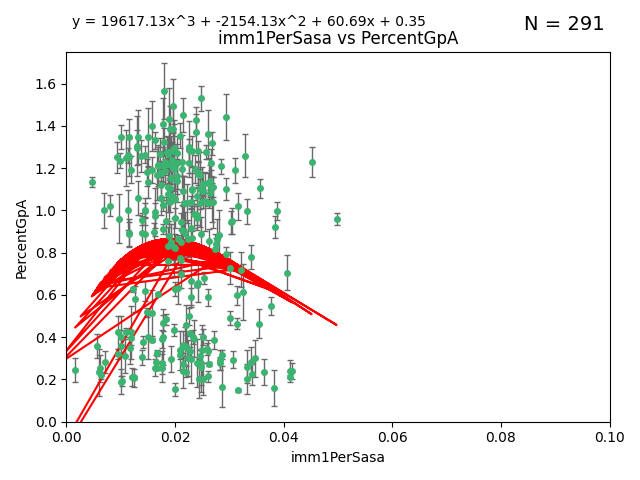 y = 19617.13x^3 + -2154.13x^2 + 60.69x + 0.35
N = 291
imm1PerSasa vs PercentGpA
PercentGpA
1.6
1.4
1.2
1.0
0.8
0.6
0.4
0.2
0.0
0.00 0.02 0.04 0.06 0.08 0.10
imm1PerSasa